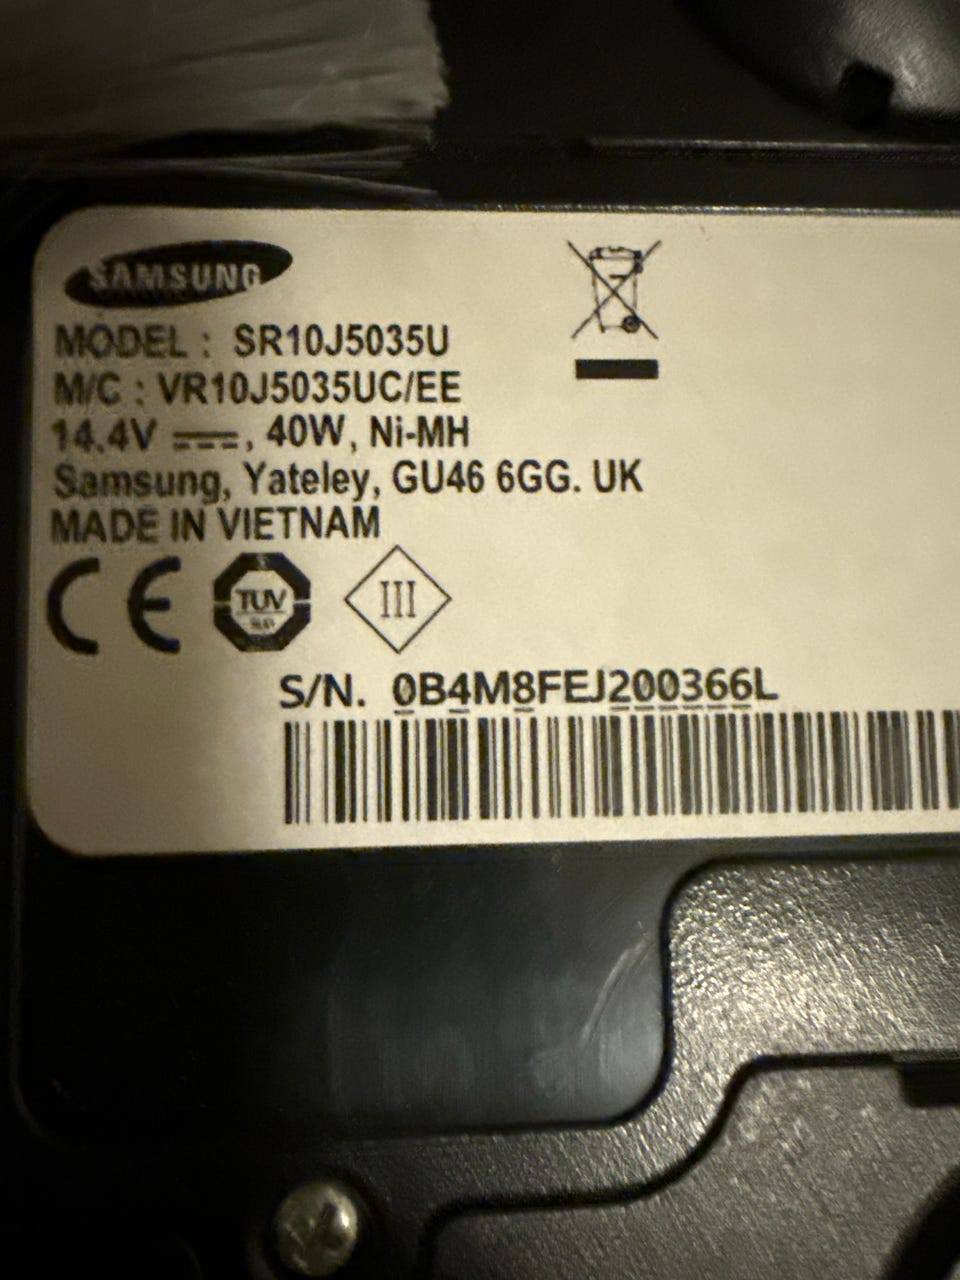 SAMSUNG
MODEL : SR10J5035U
M/C : VR10J5035UC/EE
14.4V ⎓, 40W, Ni-MH
Samsung, Yateley, GU46 6GG. UK
MADE IN VIETNAM
CE TUV III
S/N. 0B4M8FEJ200366L